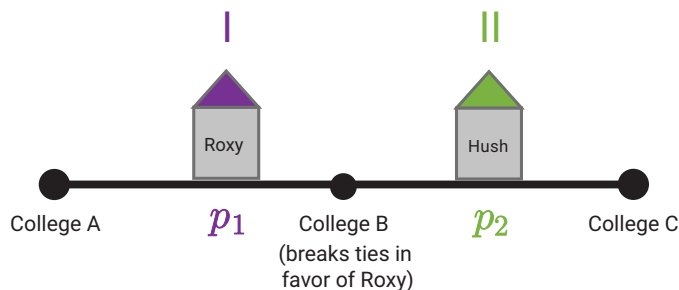 I
II
Roxy
Hush
College A
p1
College B
(breaks ties in
favor of Roxy)
p2
College C